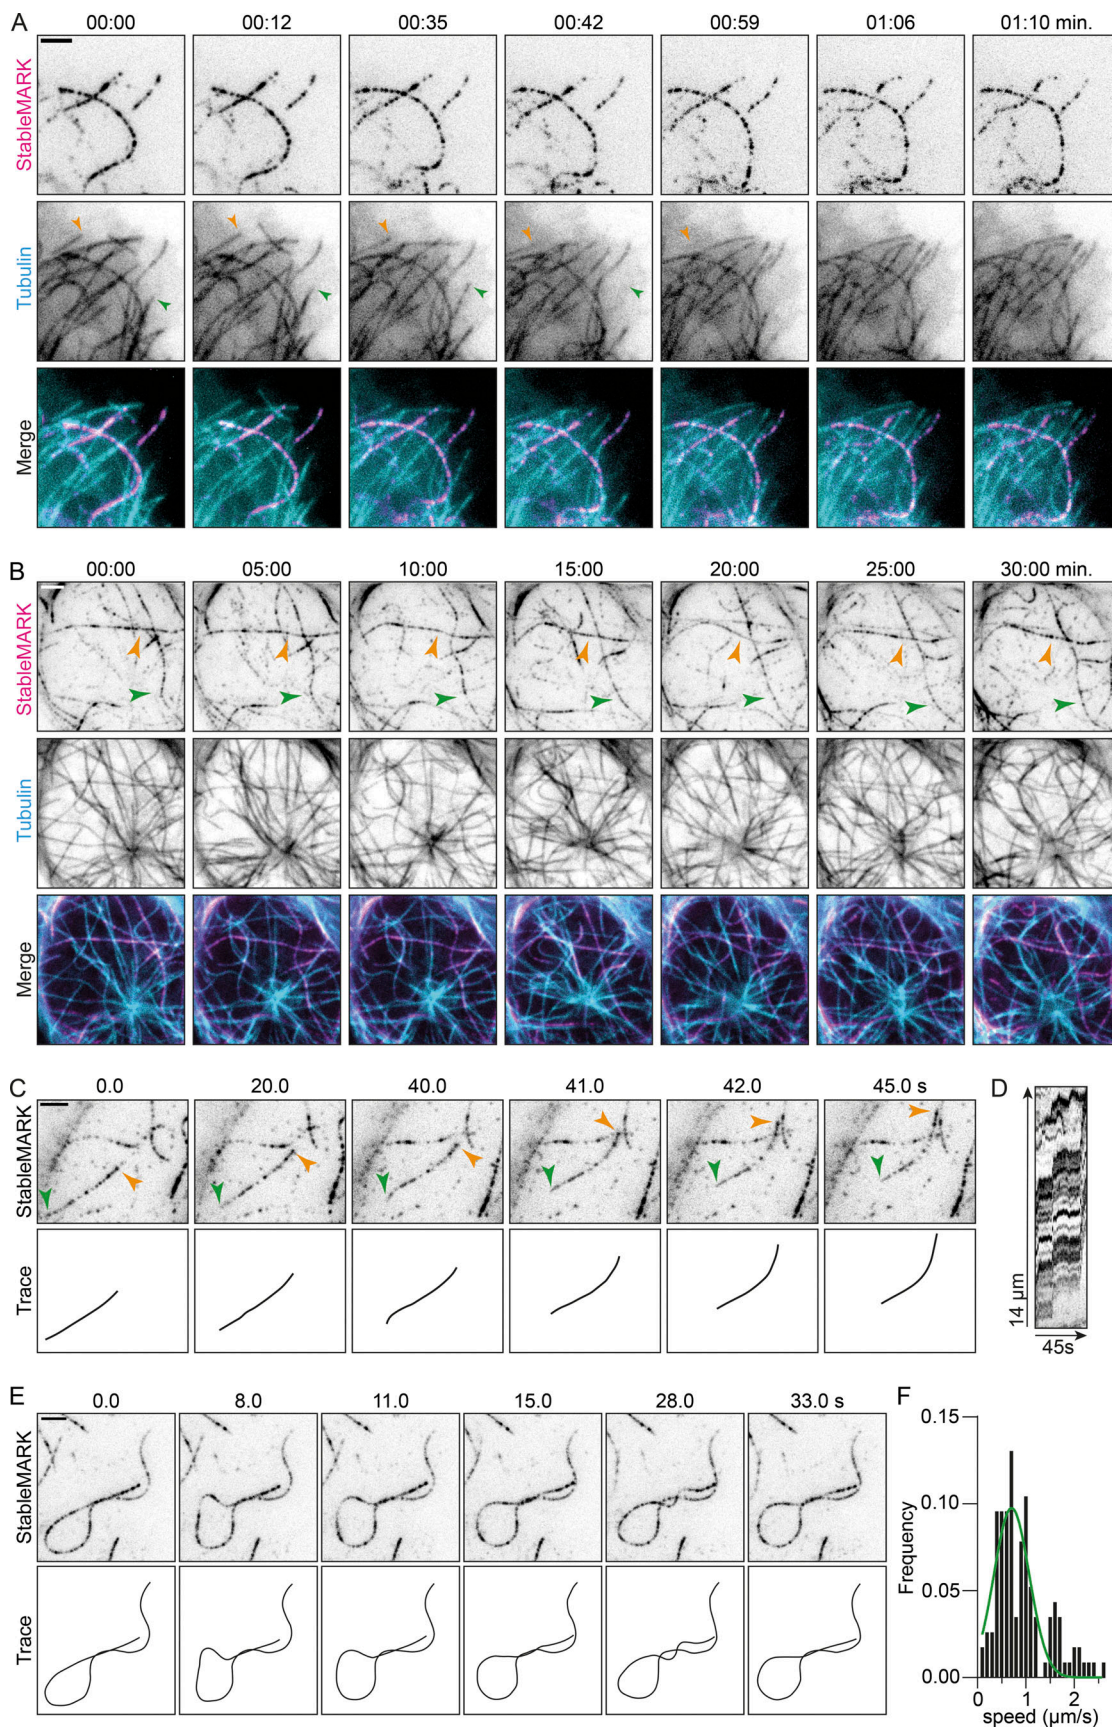 A
00:00 00:12 00:35 00:42 00:59 01:06 01:10 min.
StableMARK
Tubulin
Merge
B
00:00 05:00 10:00 15:00 20:00 25:00 30:00 min.
StableMARK
Tubulin
Merge
C
0.0 20.0 40.0 41.0 42.0 45.0 s
StableMARK
Trace
D
14 µm
45s
E
0.0 8.0 11.0 15.0 28.0 33.0 s
StableMARK
Trace
F
0.15
0.10
0.05
0.00
Frequency
0 1 2
speed (µm/s)